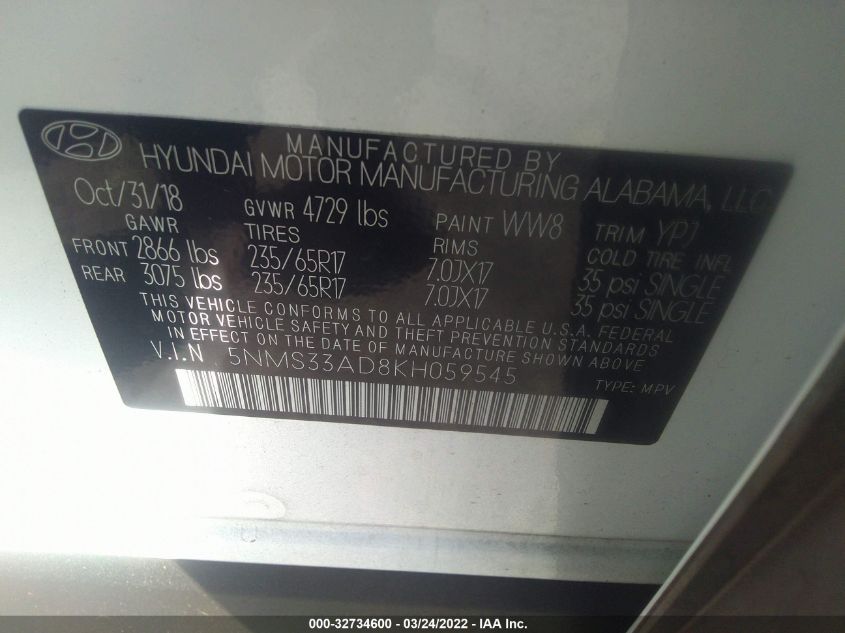 MANUFACTURED BY
HYUNDAI MOTOR MANUFACTURING ALABAMA, LLC
Oct/31/18 GVWR 4729 lbs PAINT WW8 TRIM YPJ
GAWR TIRES RIMS COLD TIRE INFL
FRONT 2866 lbs 235/65R17 7.0JX17 35 psi SINGLE
REAR 3075 lbs 235/65R17 7.0JX17 35 psi SINGLE
THIS VEHICLE CONFORMS TO ALL APPLICABLE U.S.A. FEDERAL
MOTOR VEHICLE SAFETY AND THEFT PREVENTION STANDARDS
IN EFFECT ON THE DATE OF MANUFACTURE SHOWN ABOVE
V.I.N 5NMS33AD8KH059545
TYPE: MPV
000-32734600 - 03/24/2022 - IAA Inc.